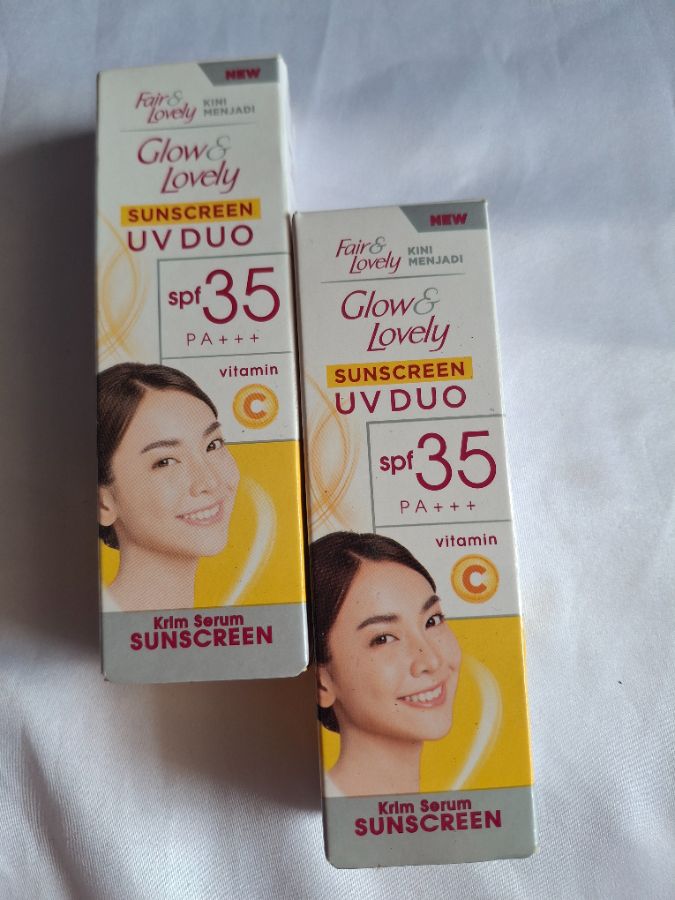 NEW
Fair &
Lovely
KINI
MENJADI
Glow &
Lovely
SUNSCREEN
UV DUO
spf 35
PA+++
vitamin
C
Krim Serum
SUNSCREEN
NEW
Fair &
Lovely
KINI
MENJADI
Glow &
Lovely
SUNSCREEN
UV DUO
spf 35
PA+++
vitamin
C
Krim Serum
SUNSCREEN